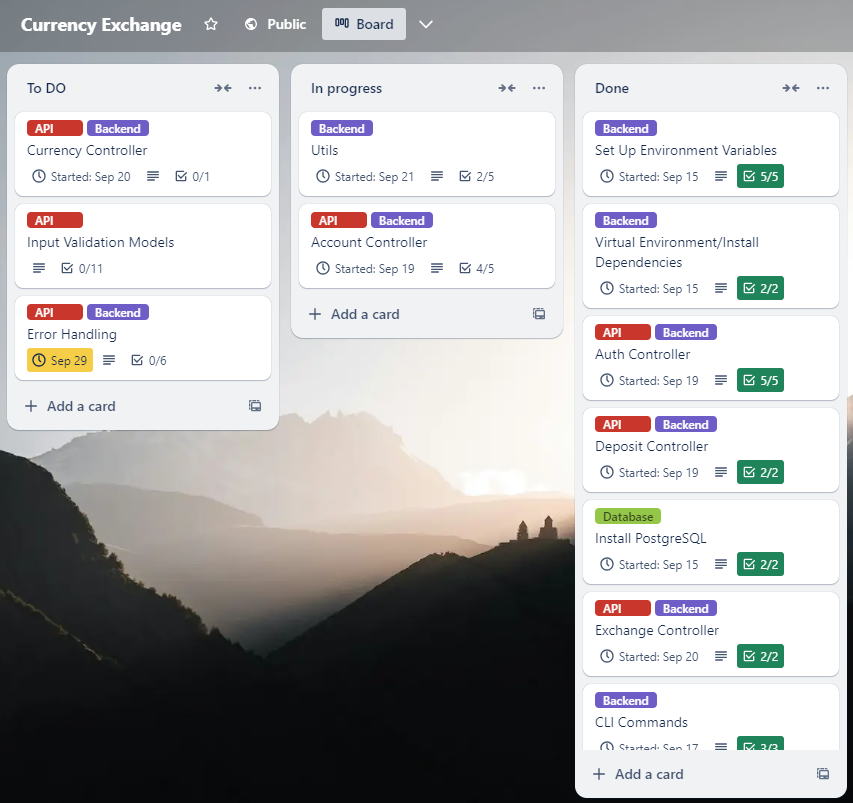 Currency Exchange Public Board
To DO
API Backend
Currency Controller
Started: Sep 20 0/1
API
Input Validation Models
0/11
API Backend
Error Handling
Sep 29 0/6
+ Add a card
In progress
Backend
Utils
Started: Sep 21 2/5
API Backend
Account Controller
Started: Sep 19 4/5
+ Add a card
Done
Backend
Set Up Environment Variables
Started: Sep 15 5/5
Backend
Virtual Environment/Install
Dependencies
Started: Sep 15 2/2
API Backend
Auth Controller
Started: Sep 19 5/5
API Backend
Deposit Controller
Started: Sep 19 2/2
Database
Install PostgreSQL
Started: Sep 15 2/2
API Backend
Exchange Controller
Started: Sep 20 2/2
Backend
CLI Commands
Started: Sep 17 3/3
+ Add a card